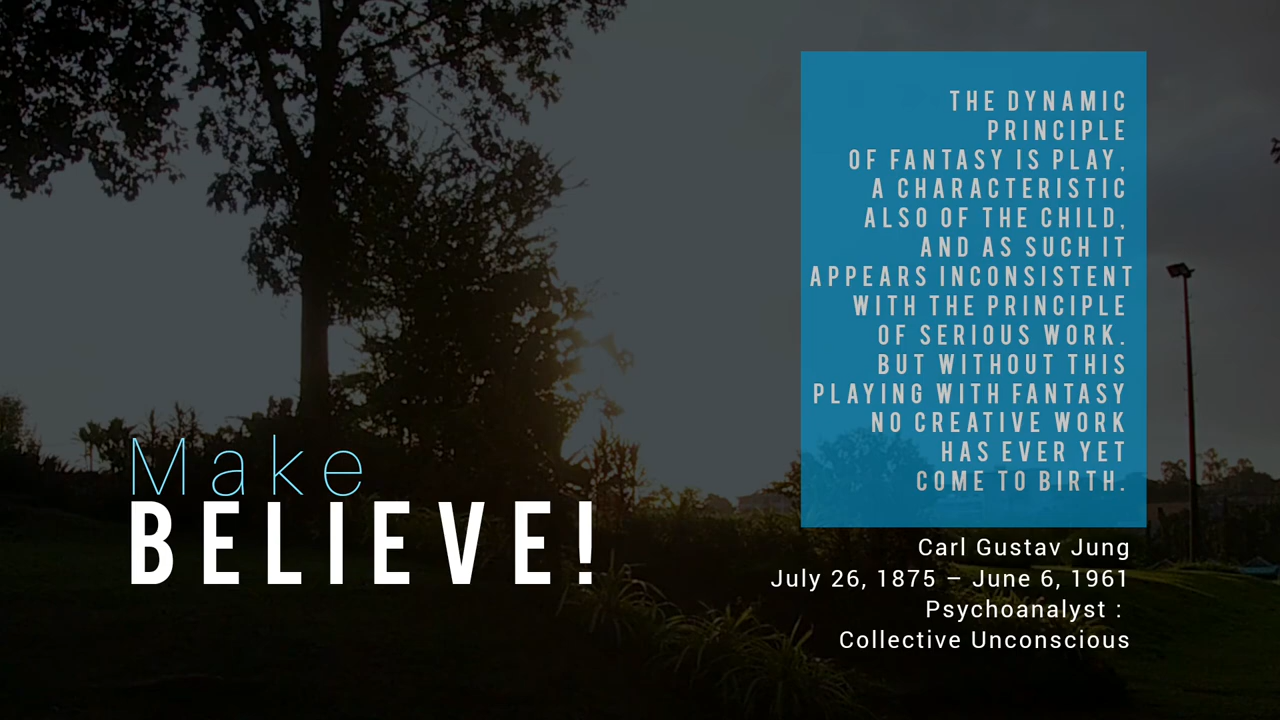 Make
BELIEVE!
THE DYNAMIC
PRINCIPLE
OF FANTASY IS PLAY,
A CHARACTERISTIC
ALSO OF THE CHILD,
AND AS SUCH IT
APPEARS INCONSISTENT
WITH THE PRINCIPLE
OF SERIOUS WORK.
BUT WITHOUT THIS
PLAYING WITH FANTASY
NO CREATIVE WORK
HAS EVER YET
COME TO BIRTH.
Carl Gustav Jung
July 26, 1875 – June 6, 1961
Psychoanalyst :
Collective Unconscious